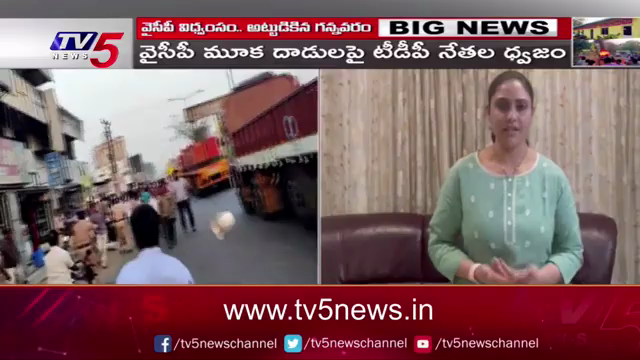 TV5
NEWS
వైసీపీ విధ్వంసం.. అట్టుడికిన గన్నవరం
BIG NEWS
వైసీపీ మూక దాడులపై టీడీపీ నేతల ధ్వజం
www.tv5news.in
/tv5newschannel
/tv5newschannel
/tv5newschannel